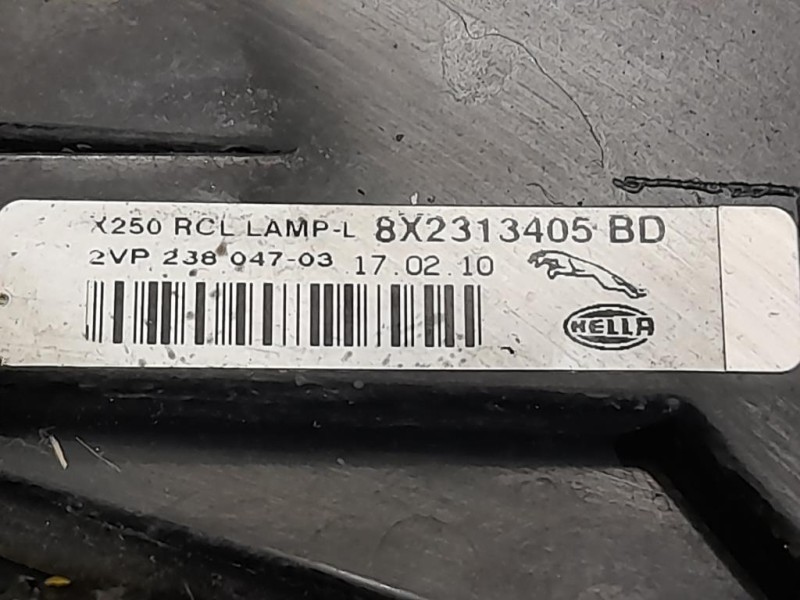 X250 RCL LAMP-L 8X2313405 BD
2VP 238 047-03 17.02.10
HELLA